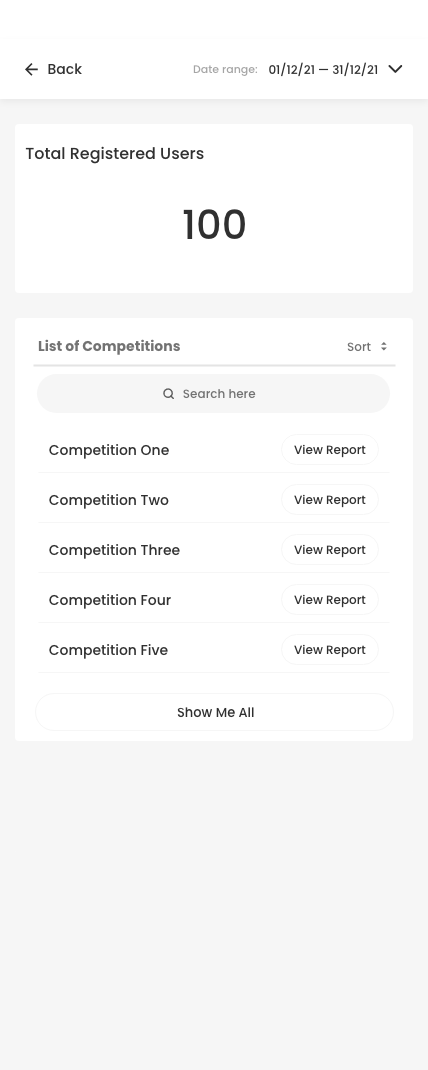 Back
Date range: 01/12/21 — 31/12/21
Total Registered Users
100
List of Competitions
Sort
Search here
Competition One
View Report
Competition Two
View Report
Competition Three
View Report
Competition Four
View Report
Competition Five
View Report
Show Me All